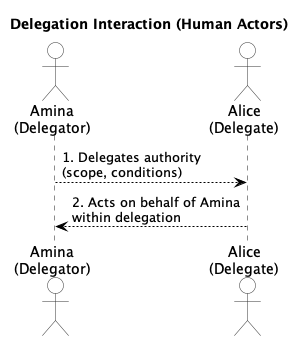 Delegation Interaction (Human Actors)
Amina
(Delegator)
Alice
(Delegate)
1. Delegates authority
(scope, conditions)
2. Acts on behalf of Amina
within delegation
Amina
(Delegator)
Alice
(Delegate)